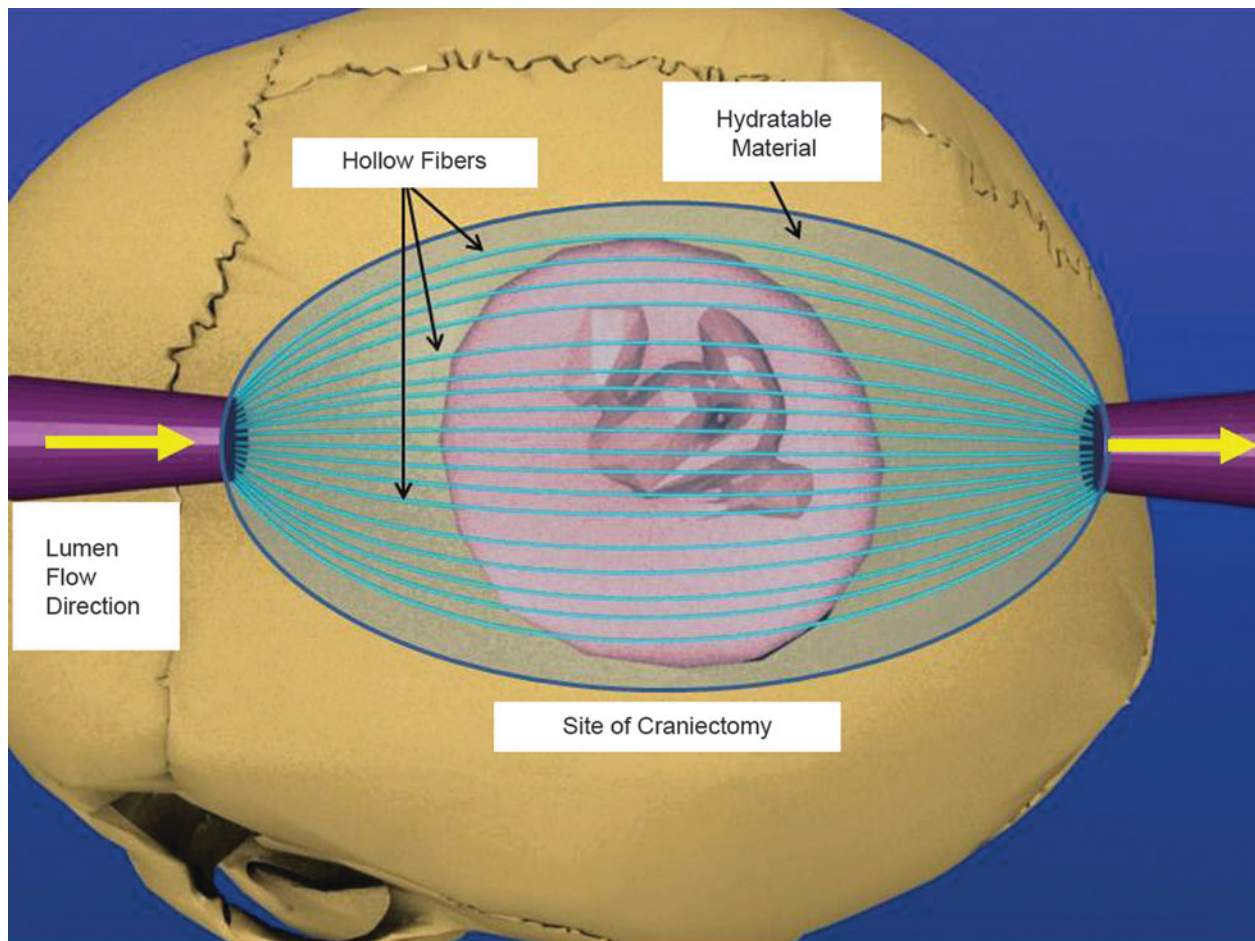 Hydratable
Material
Hollow Fibers
Lumen
Flow
Direction
Site of Craniectomy